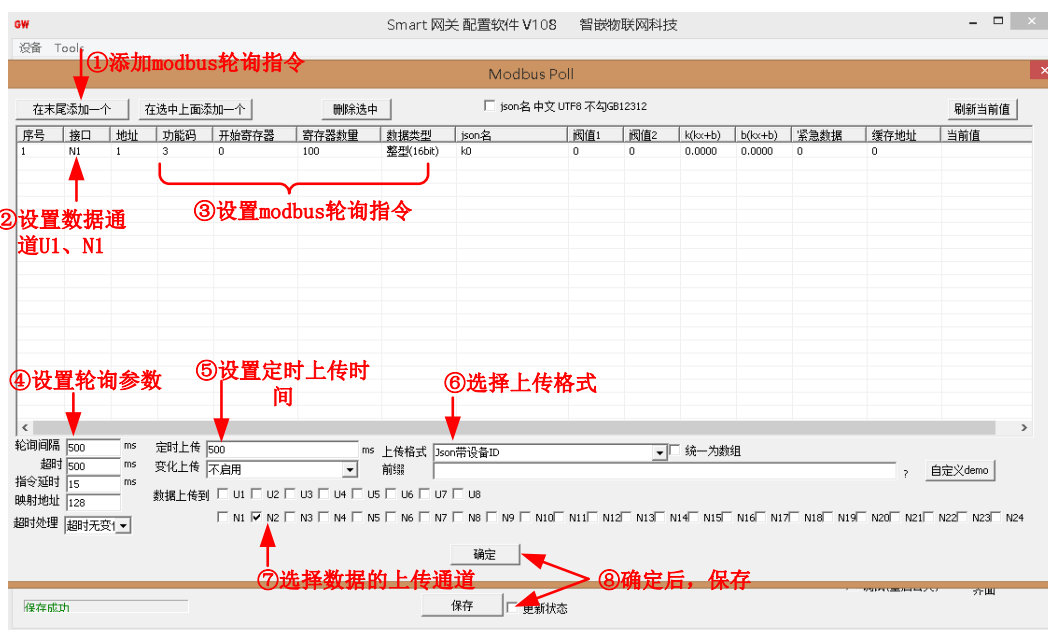 GW
Smart 网关 配置软件 V108 智嵌物联网科技
设备 Tools
①添加modbus轮询指令
Modbus Poll
在末尾添加一个 在选中上面添加一个 删除选中 json名 中文 UTF8 不勾GB12312 刷新当前值
序号 接口 地址 功能码 开始寄存器 寄存器数量 数据类型 json名 阀值1 阀值2 k(kx+b) b(kx+b) 紧急数据 缓存地址 当前值
1 N1 1 3 0 100 整型(16bit) k0 0 0 0.0000 0.0000 0 0
②设置数据通
道U1、N1
③设置modbus轮询指令
④设置轮询参数
⑤设置定时上传时
间
⑥选择上传格式
轮询间隔 500 ms 定时上传 500 ms 上传格式 Json带设备ID 统一为数组
超时 500 ms 变化上传 不启用 前缀 ? 自定义demo
指令延时 15 ms
映射地址 128
数据上传到 U1 U2 U3 U4 U5 U6 U7 U8
超时处理 超时无变
N1 N2 N3 N4 N5 N6 N7 N8 N9 N10 N11 N12 N13 N14 N15 N16 N17 N18 N19 N20 N21 N22 N23 N24
确定
⑦选择数据的上传通道
⑧确定后，保存
保存成功 保存 更新状态 界面